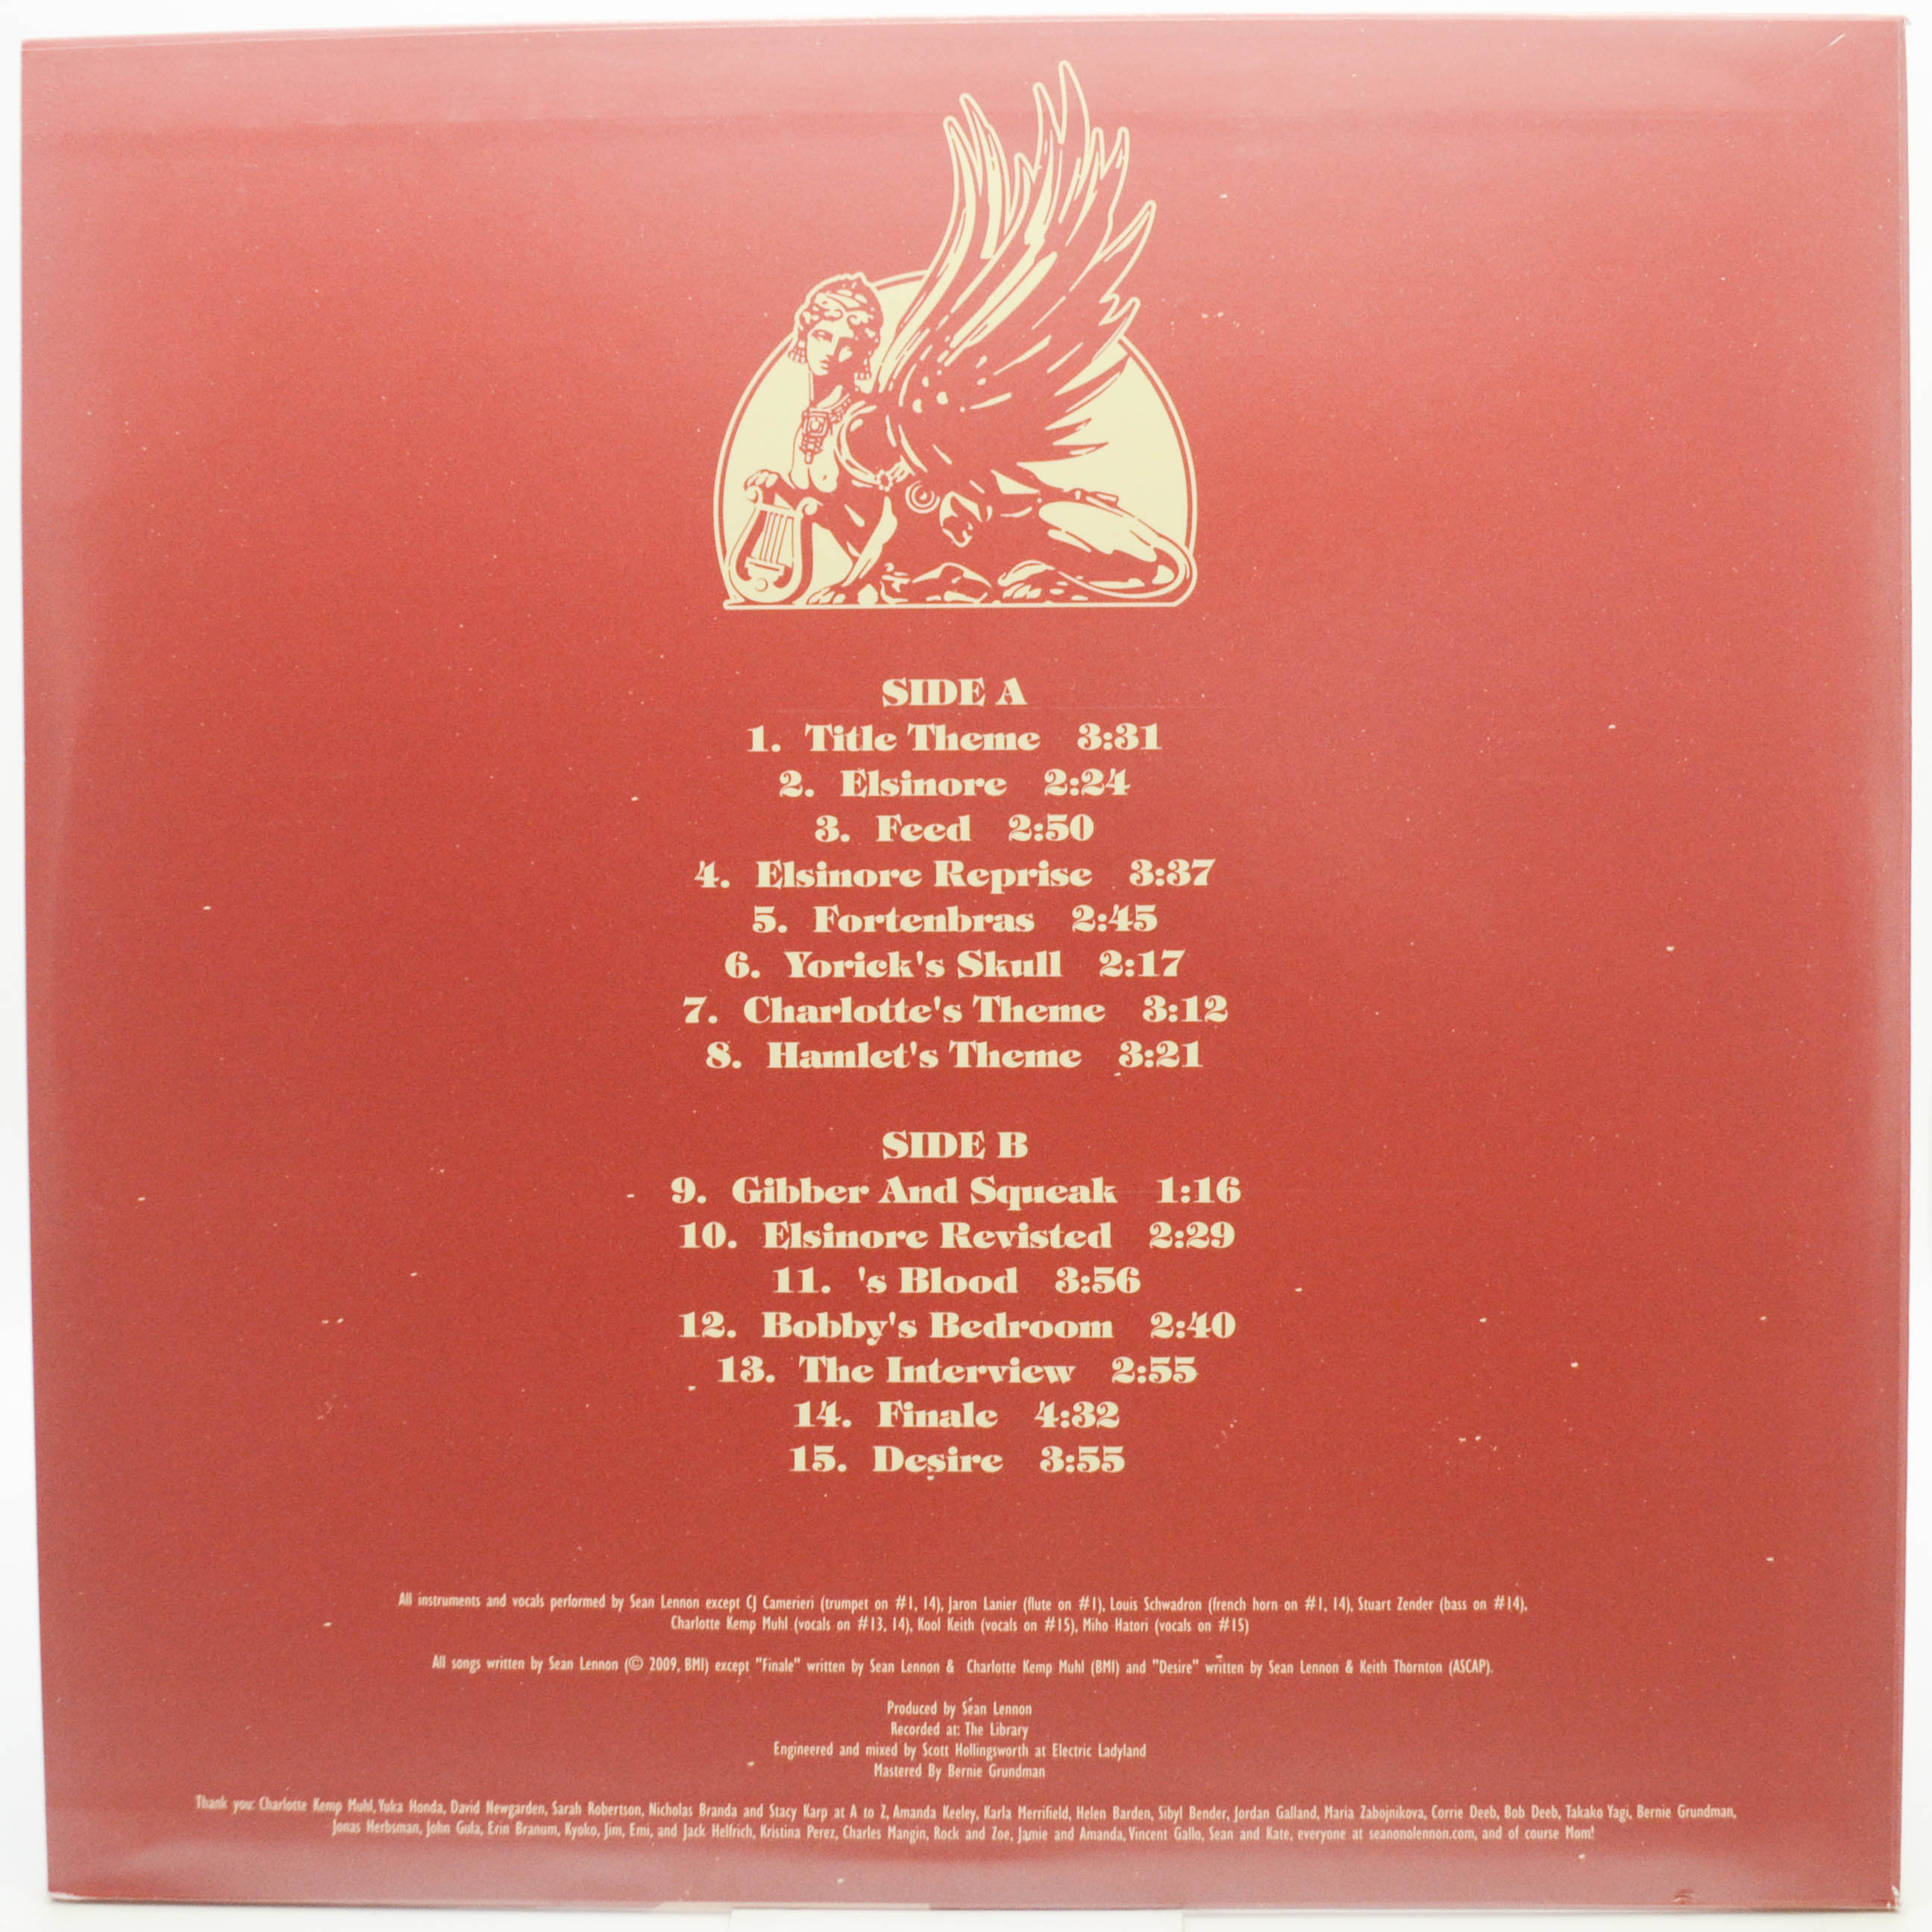 SIDE A
1. Title Theme 3:31
2. Elsinore 2:24
3. Feed 2:50
4. Elsinore Reprise 3:37
5. Fortenbras 2:45
6. Yorick's Skull 2:17
7. Charlotte's Theme 3:12
8. Hamlet's Theme 3:21
SIDE B
9. Gibber And Squeak 1:16
10. Elsinore Revisted 2:29
11. 's Blood 3:56
12. Bobby's Bedroom 2:40
13. The Interview 2:55
14. Finale 4:32
15. Desire 3:55
All instruments and vocals performed by Sean Lennon except CJ Camerieri (trumpet on #1, 14), Jaron Lanier (flute on #1), Louis Schwadron (french horn on #1, 14), Stuart Zender (bass on #14),
Charlotte Kemp Muhl (vocals on #13, 14), Kool Keith (vocals on #15), Miho Hatori (vocals on #15)
All songs written by Sean Lennon (© 2009, BMI) except "Finale" written by Sean Lennon & Charlotte Kemp Muhl (BMI) and "Desire" written by Sean Lennon & Keith Thornton (ASCAP).
Produced by Sean Lennon
Recorded at: The Library
Engineered and mixed by Scott Hollingsworth at Electric Ladyland
Mastered By Bernie Grundman
Thank you: Charlotte Kemp Muhl, Yuka Honda, David Newgarden, Sarah Robertson, Nicholas Branda and Stacy Karp at A to Z, Amanda Keeley, Karla Merrifield, Helen Barden, Sibyl Bender, Jordan Galland, Maria Zabojnikova, Corrie Deeb, Bob Deeb, Takako Yagi, Bernie Grundman,
Jonas Herbsman, John Gula, Erin Branum, Kyoko, Jim, Emi, and Jack Helfrich, Kristina Perez, Charles Mangin, Rock and Zoe, Jamie and Amanda, Vincent Gallo, Sean and Kate, everyone at seanonolennon.com, and of course Mom!